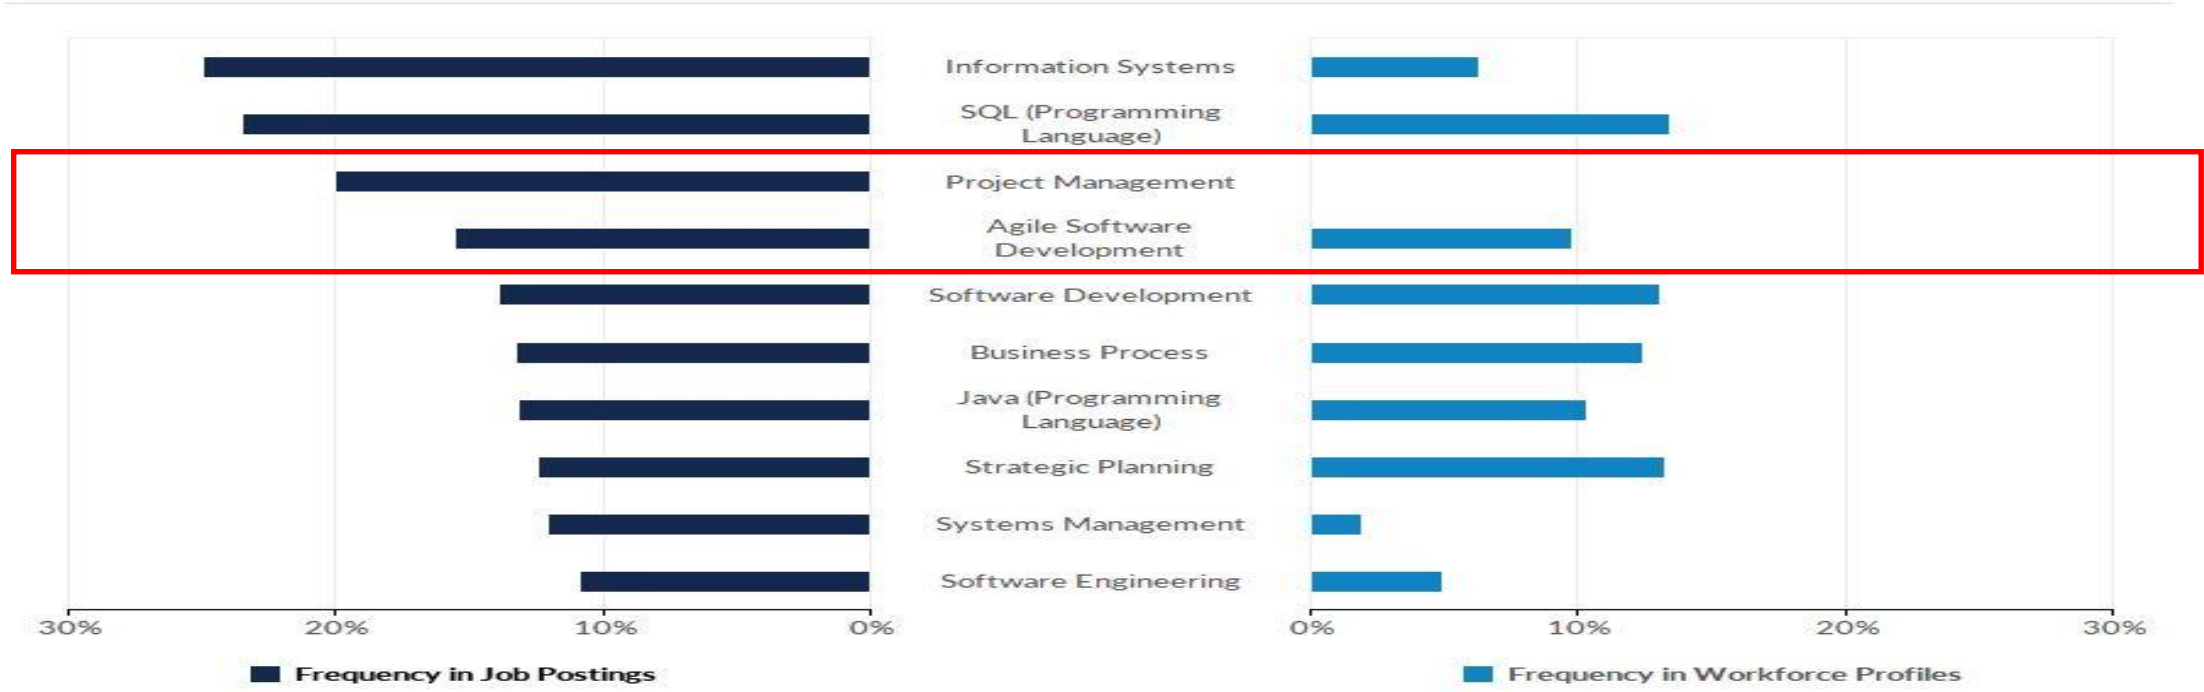 Information Systems
SQL (Programming
Language)
Project Management
Agile Software
Development
Software Development
Business Process
Java (Programming
Language)
Strategic Planning
Systems Management
Software Engineering
30% 20% 10% 0% 0% 10% 20% 30%
Frequency in Job Postings Frequency in Workforce Profiles